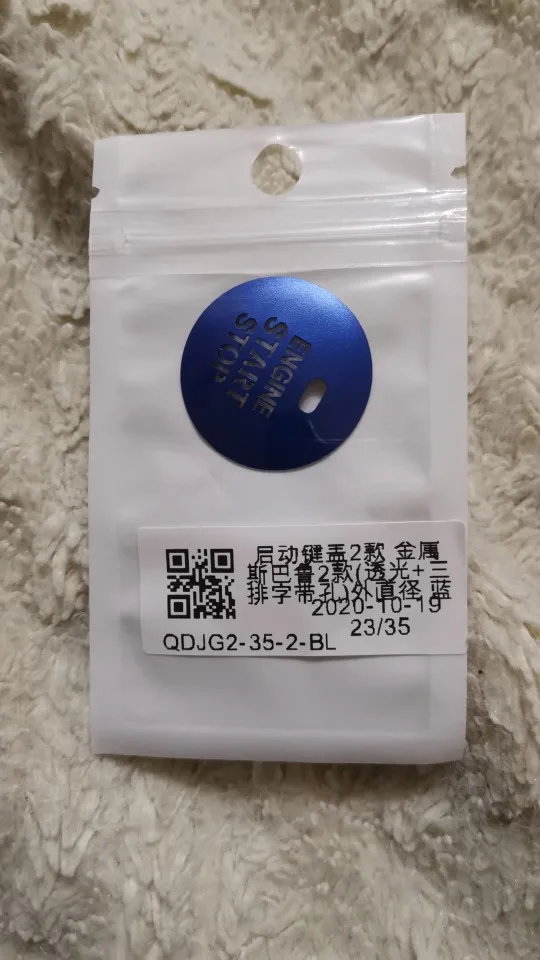 ENGINE
START
STOP
启动键盖2款 金属
斯巴鲁2款(透光+三
排字带孔)外直径 蓝
2020-10-19
23/35
QDJG2-35-2-BL